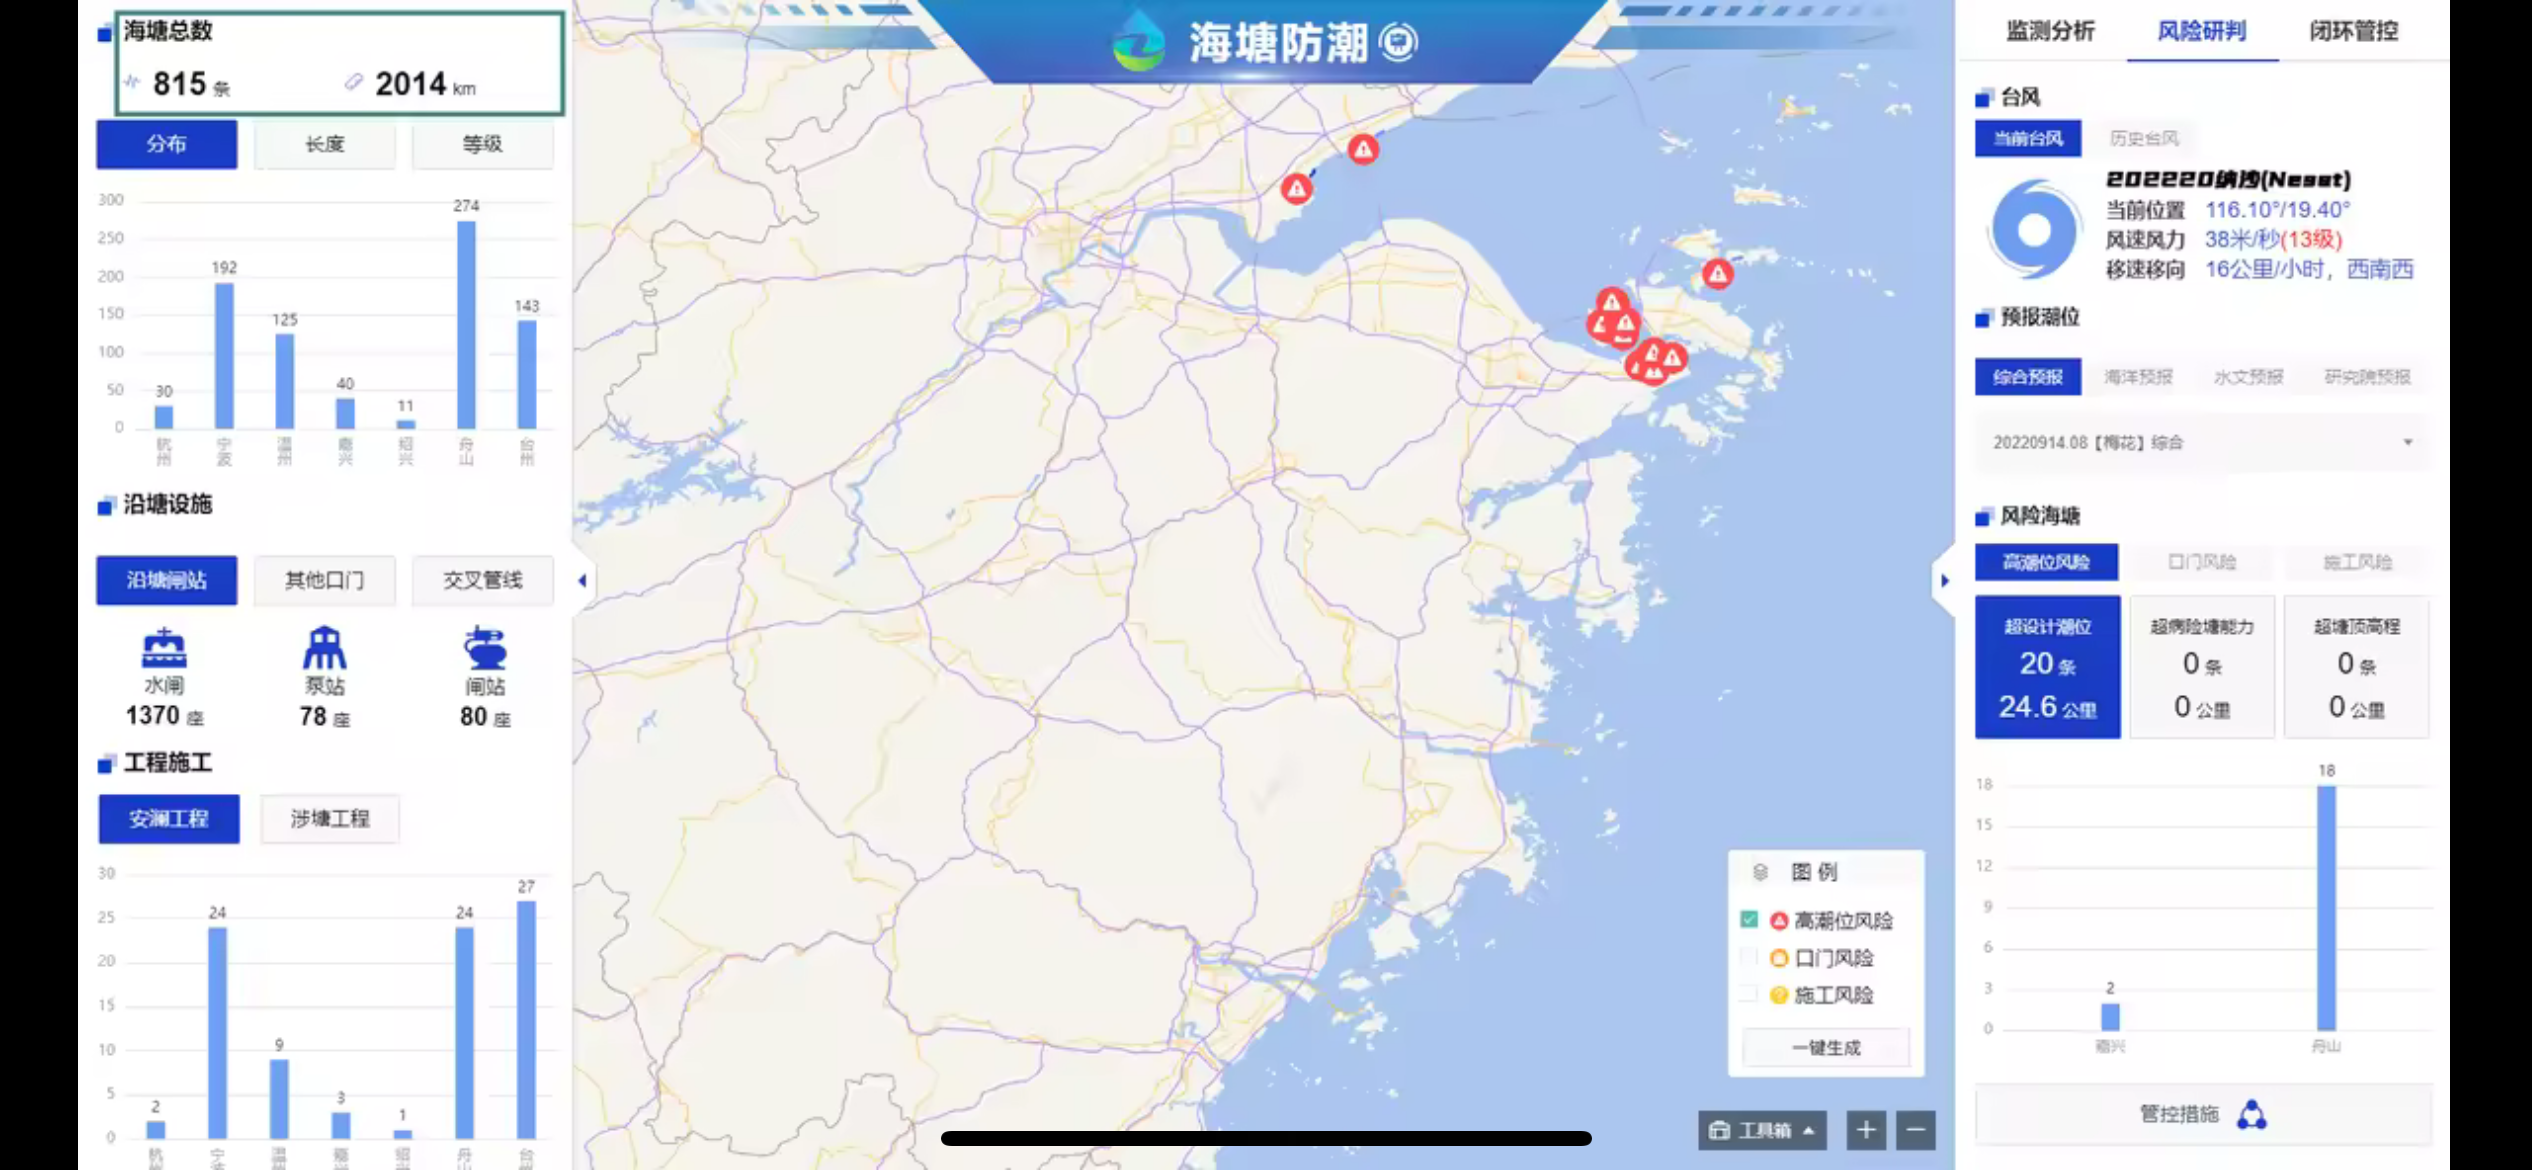 海塘总数
815 条 2014 km
分布 长度 等级
300
250
200
150
100
50
0
30 192 125 40 11 274 143
杭州 宁波 温州 嘉兴 绍兴 舟山 台州
沿塘设施
沿塘闸站 其他口门 交叉管线
水闸 泵站 闸站
1370 座 78 座 80 座
工程施工
安澜工程 涉塘工程
30
25
20
15
10
5
0
2 24 9 3 1 24 27
海塘防潮
图例
高潮位风险
口门风险
施工风险
一键生成
工具箱
监测分析 风险研判 闭环管控
台风
当前台风 历史台风
202220纳沙(Nesat)
当前位置 116.10°/19.40°
风速风力 38米/秒(13级)
移速移向 16公里/小时，西南西
预报潮位
综合预报 海洋预报 水文预报 研究院预报
20220914.08【梅花】综合
风险海塘
高潮位风险 口门风险 施工风险
超设计潮位 超病险塘能力 超塘顶高程
20 条 0 条 0 条
24.6 公里 0 公里 0 公里
18
15
12
9
6
3
0
2 18
嘉兴 舟山
管控措施